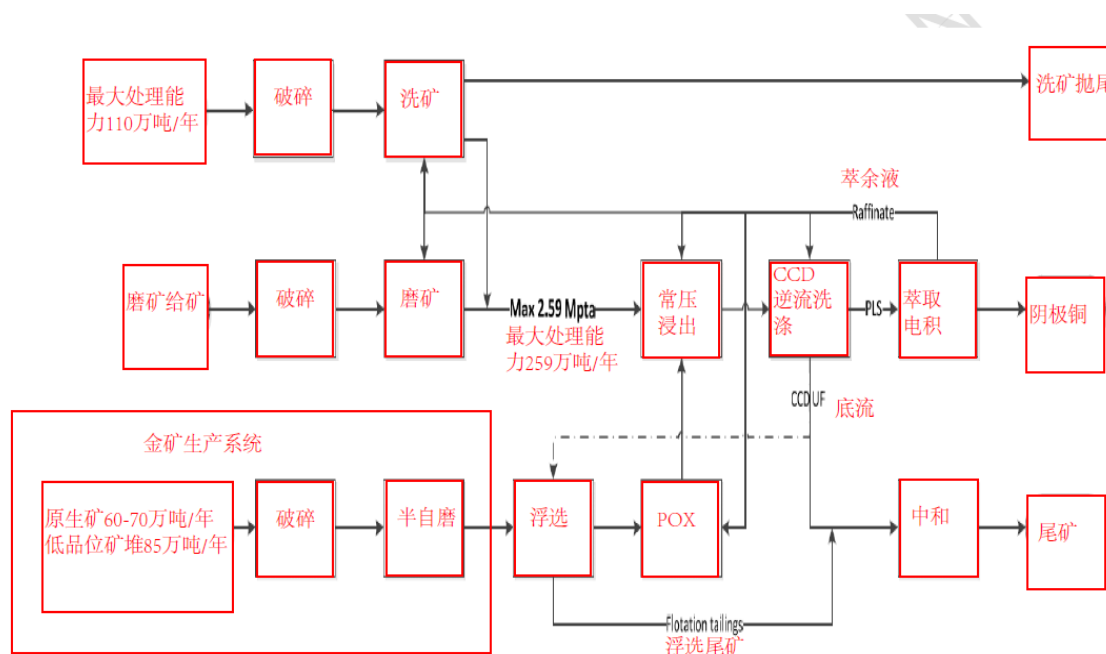 最大处理能
力110万吨/年
破碎
洗矿
洗矿抛尾
萃余液
Raffinate
磨矿给矿
破碎
磨矿
Max 2.59 Mpta
最大处理能
力259万吨/年
常压
浸出
CCD
逆流洗
涤
PLS
萃取
电积
阴极铜
CCD UF
底流
金矿生产系统
原生矿60-70万吨/年
低品位矿堆85万吨/年
破碎
半自磨
浮选
POX
中和
尾矿
Flotation tailings
浮选尾矿